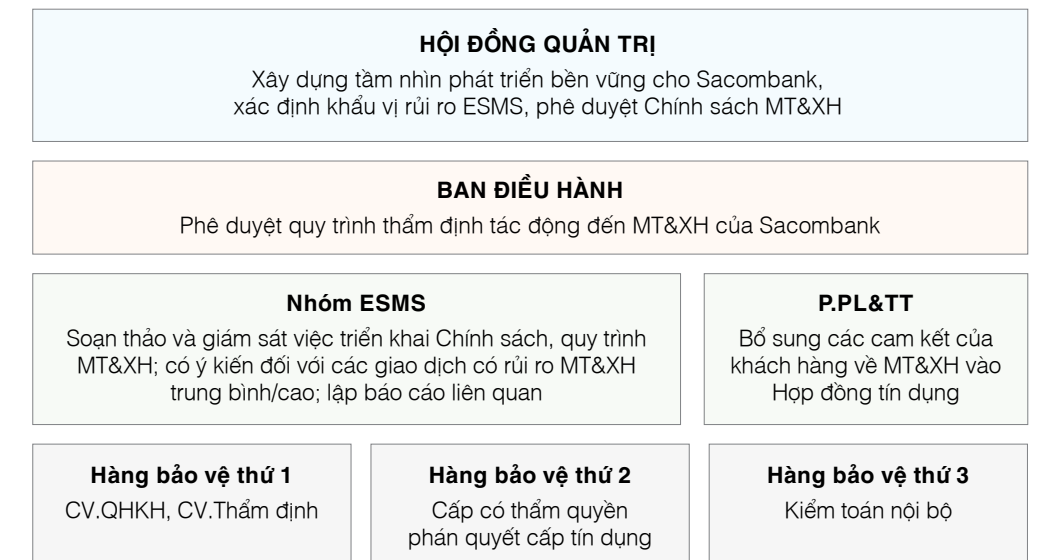 HỘI ĐỒNG QUẢN TRỊ
Xây dựng tầm nhìn phát triển bền vững cho Sacombank,
xác định khẩu vị rủi ro ESMS, phê duyệt Chính sách MT&XH
BAN ĐIỀU HÀNH
Phê duyệt quy trình thẩm định tác động đến MT&XH của Sacombank
Nhóm ESMS
Soạn thảo và giám sát việc triển khai Chính sách, quy trình
MT&XH; có ý kiến đối với các giao dịch có rủi ro MT&XH
trung bình/cao; lập báo cáo liên quan
P.PL&TT
Bổ sung các cam kết của
khách hàng về MT&XH vào
Hợp đồng tín dụng
Hàng bảo vệ thứ 1
CV.QHKH, CV.Thẩm định
Hàng bảo vệ thứ 2
Cấp có thẩm quyền
phán quyết cấp tín dụng
Hàng bảo vệ thứ 3
Kiểm toán nội bộ